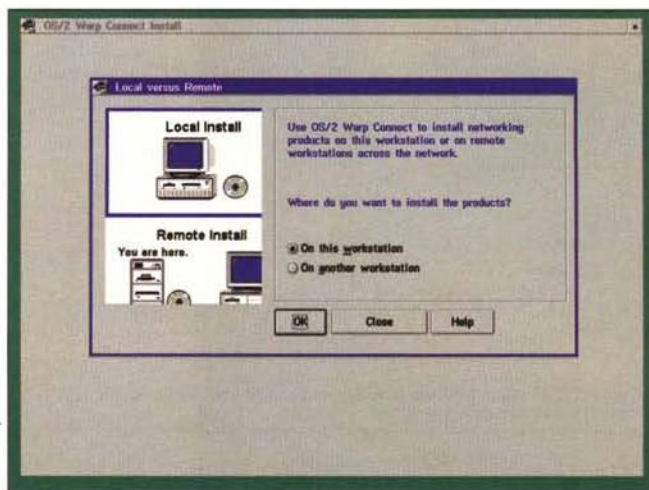 OS/2 Warp Connect Install
Local versus Remote
Local Install
Remote Install
You are here.
Use OS/2 Warp Connect to install networking
products on this workstation or on remote
workstations across the network.
Where do you want to install the products?
On this workstation
On another workstation
OK
Close
Help